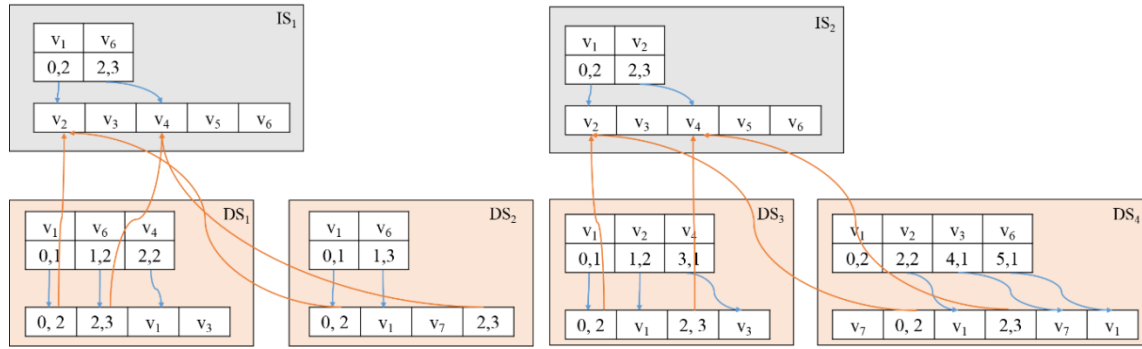 IS₁
v₁ v₆
0,2 2,3
v₂ v₃ v₄ v₅ v₆
IS₂
v₁ v₂
0,2 2,3
v₂ v₃ v₄ v₅ v₆
DS₁
v₁ v₆ v₄
0,1 1,2 2,2
0, 2 2,3 v₁ v₃
DS₂
v₁ v₆
0,1 1,3
0, 2 v₁ v₇ 2,3
DS₃
v₁ v₂ v₄
0,1 1,2 3,1
0, 2 v₁ 2,3 v₃
DS₄
v₁ v₂ v₃ v₆
0,2 2,2 4,1 5,1
v₇ 0, 2 v₁ 2,3 v₇ v₁